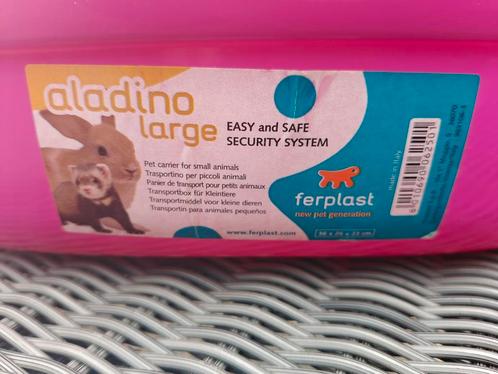 aladino
large
EASY and SAFE
SECURITY SYSTEM
Pet carrier for small animals
Trasportino per piccoli animali
Panier de transport pour petits animaux
Transportbox für Kleintiere
Transportmiddel voor kleine dieren
Transportín para animales pequeños
ferplast
new pet generation
www.ferplast.com
made in Italy
8010690062501